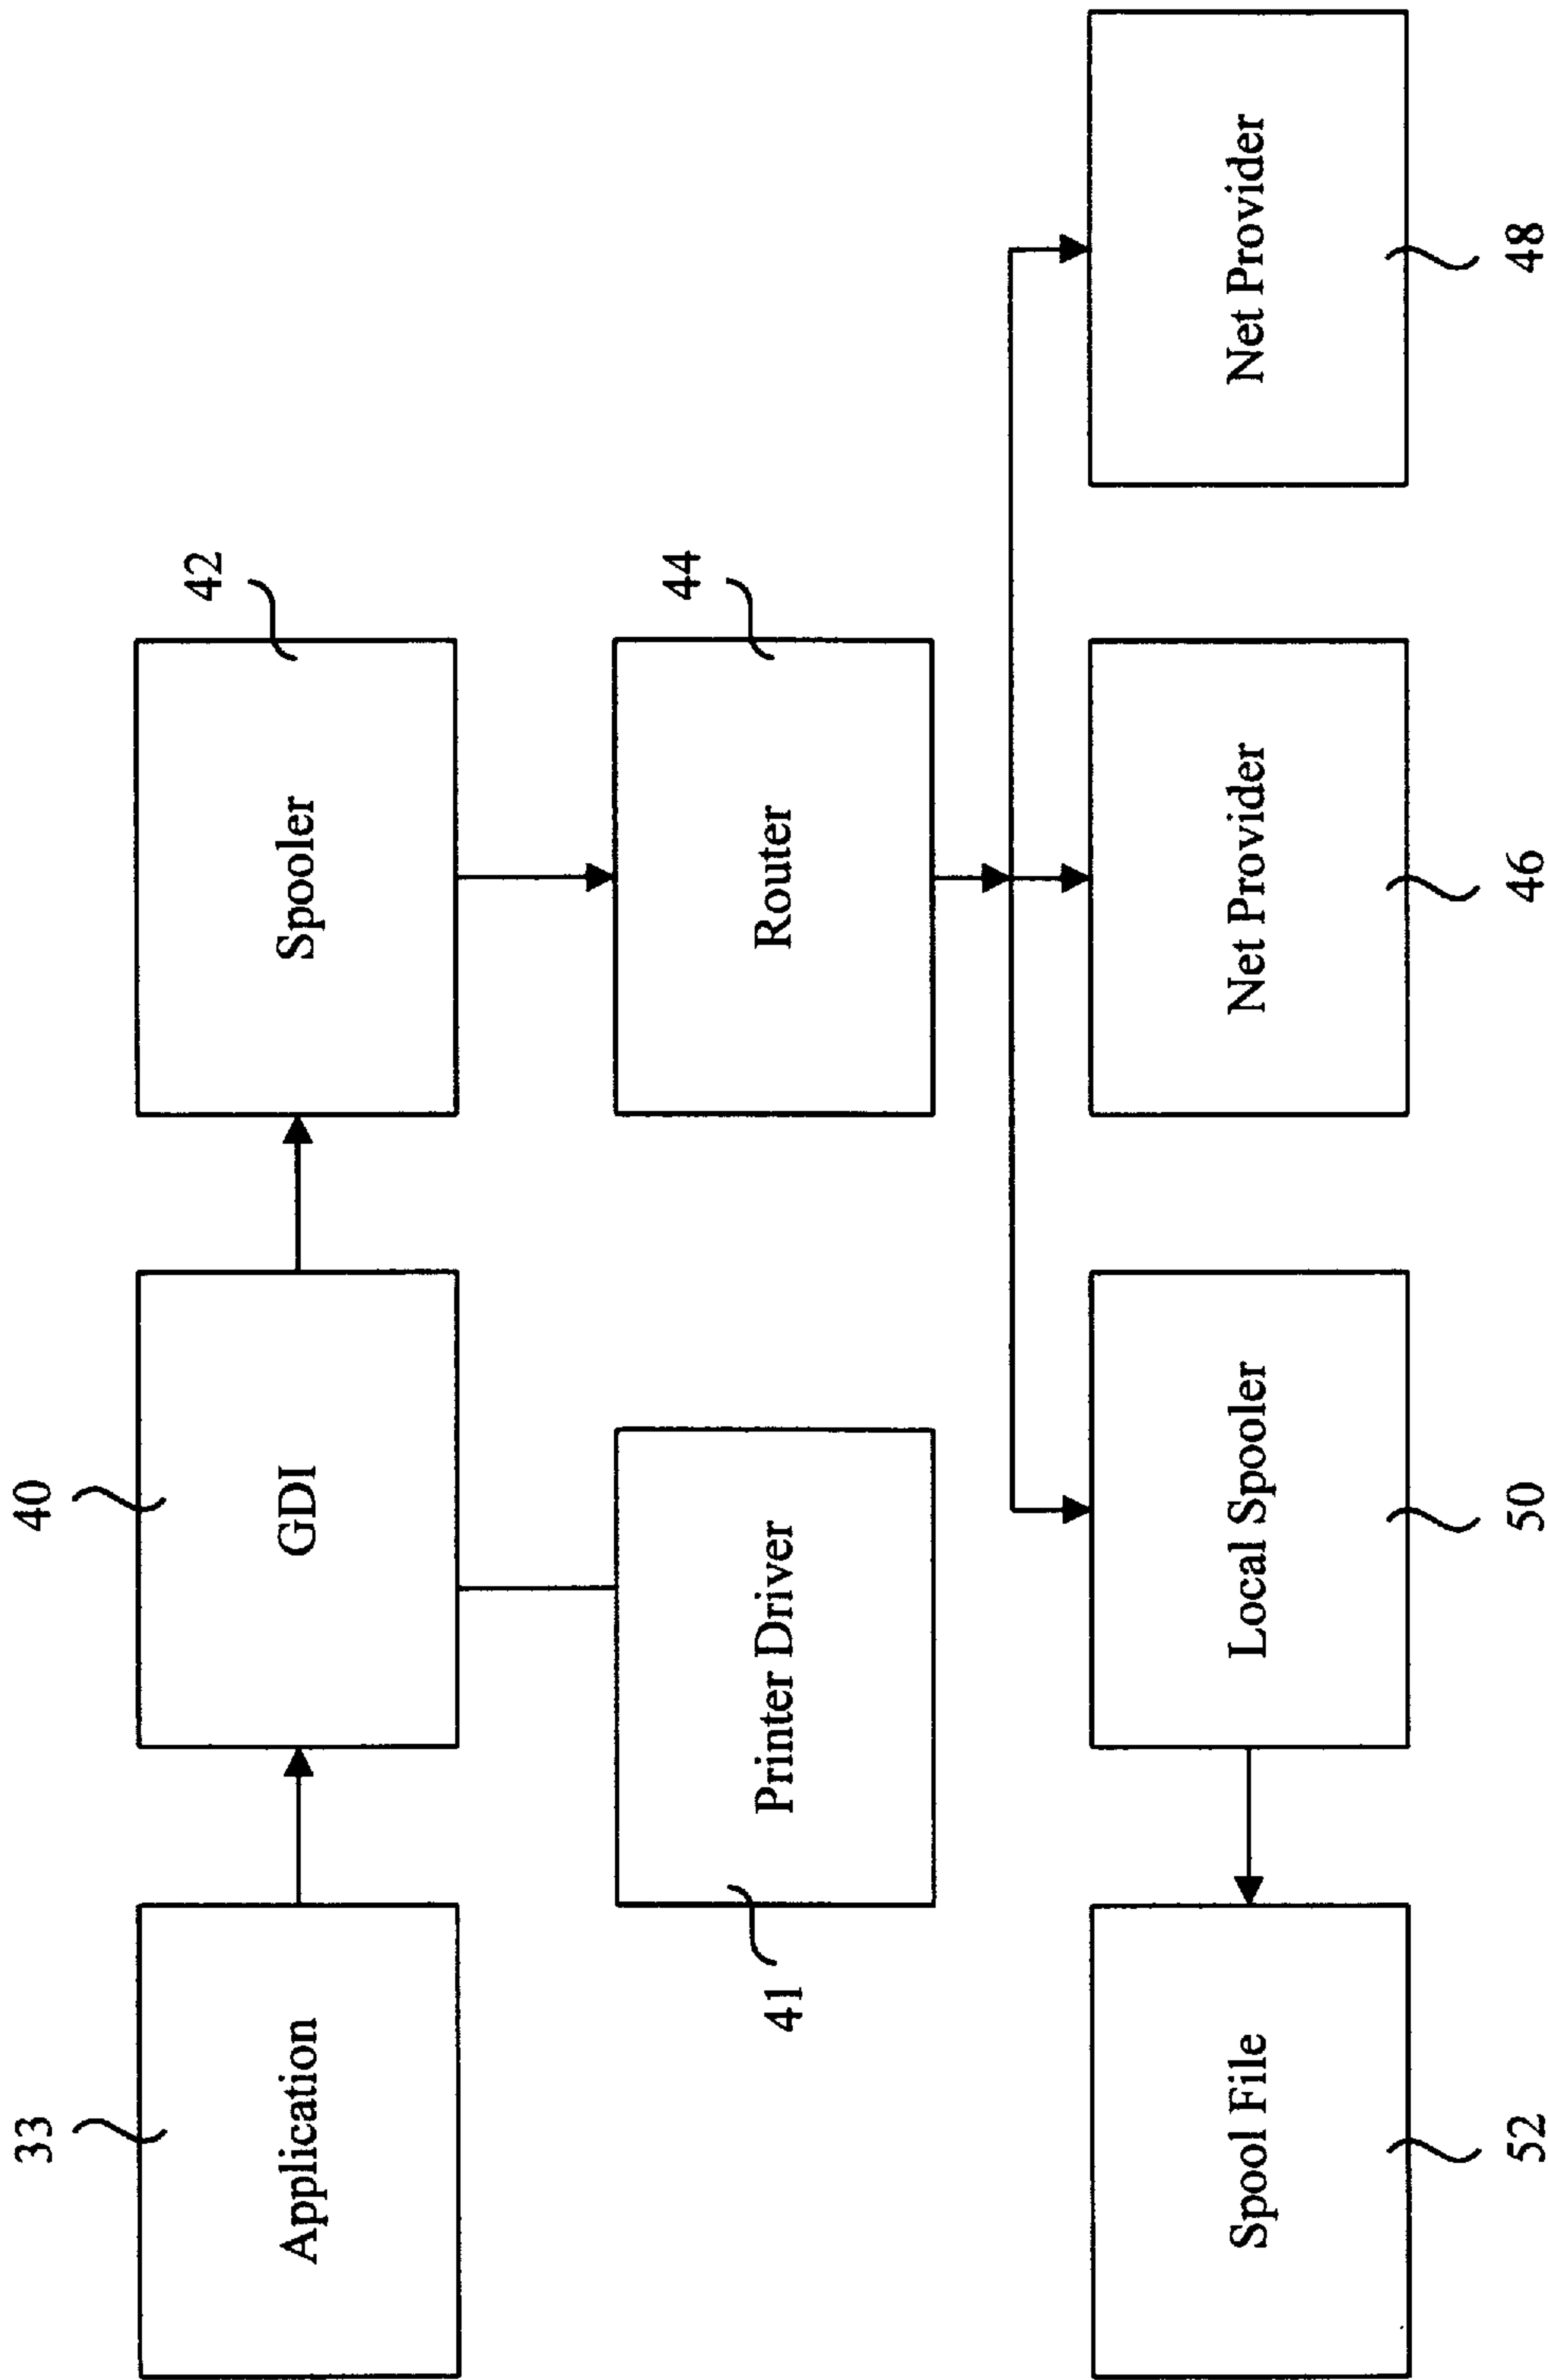 33
40
42
Application
GDI
Spooler
41
44
Printer Driver
Router
Spool File
Local Spooler
Net Provider
Net Provider
52
50
46
48